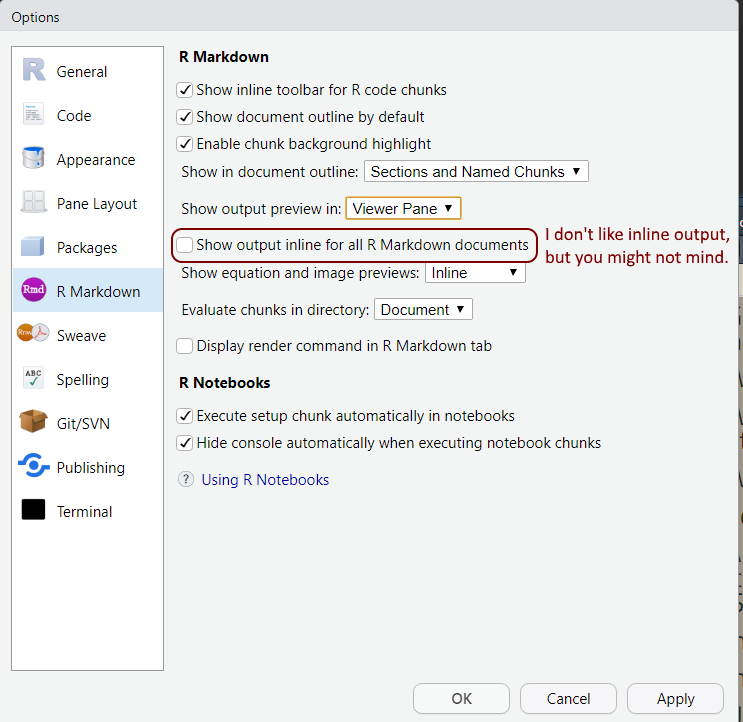 Options
General
Code
Appearance
Pane Layout
Packages
Rmd
R Markdown
Rnw
Sweave
ABC
Spelling
Git/SVN
Publishing
Terminal
R Markdown
Show inline toolbar for R code chunks
Show document outline by default
Enable chunk background highlight
Show in document outline: Sections and Named Chunks
Show output preview in: Viewer Pane
Show output inline for all R Markdown documents
I don't like inline output,
but you might not mind.
Show equation and image previews: Inline
Evaluate chunks in directory: Document
Display render command in R Markdown tab
R Notebooks
Execute setup chunk automatically in notebooks
Hide console automatically when executing notebook chunks
? Using R Notebooks
OK
Cancel
Apply